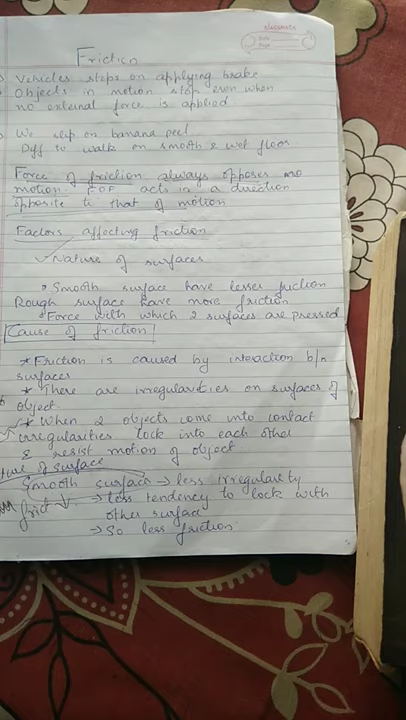 classmate
Date
Page
Friction
Vehicles stops on applying brake
Objects in motion stop even when
no external force is applied
We slip on banana peel
Diff to walk on smooth & wet floor
Force of friction always opposes mo
motion. FOF acts in a direction
opposite to that of motion
Factors affecting friction
✓ Nature of surfaces
* Smooth surface have lesser friction
Rough surface have more friction
* Force with which 2 surfaces are pressed
Cause of friction
* Friction is caused by interaction b/n
surfaces
* There are irregularities on surfaces of
object
* When 2 objects come into contact
irregularities lock into each other
& resist motion of object
ture of surface
Smooth surface → less irregularity
frict ↓ → less tendency to lock with
other surface
→ So less friction